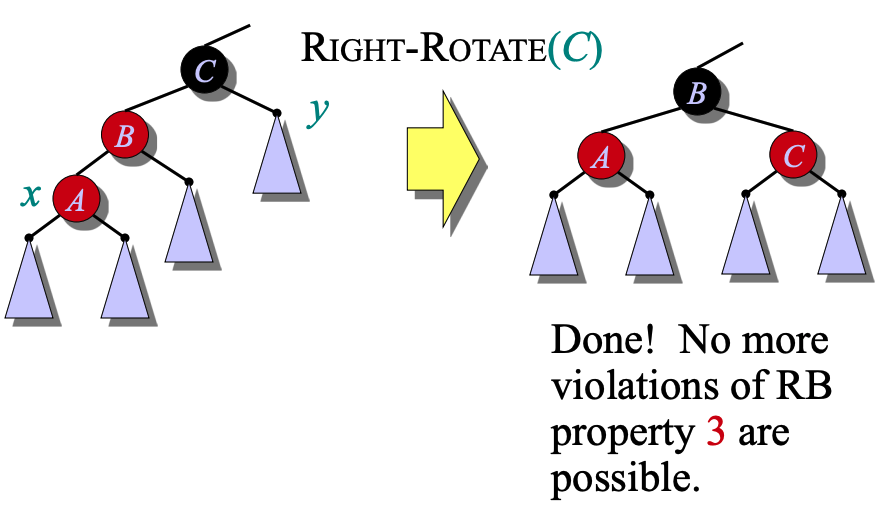 RIGHT-ROTATE(C)
C
y
B
x
A
B
A
C
Done! No more
violations of RB
property 3 are
possible.